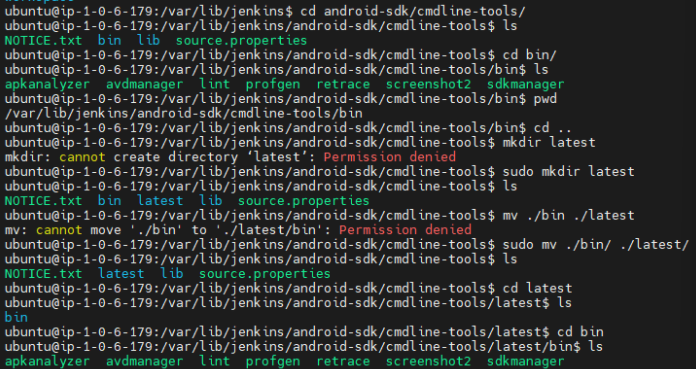 ubuntu@ip-1-0-6-179:/var/lib/jenkins$ cd android-sdk/cmdline-tools/
ubuntu@ip-1-0-6-179:/var/lib/jenkins/android-sdk/cmdline-tools$ ls
NOTICE.txt bin lib source.properties
ubuntu@ip-1-0-6-179:/var/lib/jenkins/android-sdk/cmdline-tools$ cd bin/
ubuntu@ip-1-0-6-179:/var/lib/jenkins/android-sdk/cmdline-tools/bin$ ls
apkanalyzer avdmanager lint profgen retrace screenshot2 sdkmanager
ubuntu@ip-1-0-6-179:/var/lib/jenkins/android-sdk/cmdline-tools/bin$ pwd
/var/lib/jenkins/android-sdk/cmdline-tools/bin
ubuntu@ip-1-0-6-179:/var/lib/jenkins/android-sdk/cmdline-tools/bin$ cd ..
ubuntu@ip-1-0-6-179:/var/lib/jenkins/android-sdk/cmdline-tools$ mkdir latest
mkdir: cannot create directory ‘latest’: Permission denied
ubuntu@ip-1-0-6-179:/var/lib/jenkins/android-sdk/cmdline-tools$ sudo mkdir latest
ubuntu@ip-1-0-6-179:/var/lib/jenkins/android-sdk/cmdline-tools$ ls
NOTICE.txt bin latest lib source.properties
ubuntu@ip-1-0-6-179:/var/lib/jenkins/android-sdk/cmdline-tools$ mv ./bin ./latest
mv: cannot move './bin' to './latest/bin': Permission denied
ubuntu@ip-1-0-6-179:/var/lib/jenkins/android-sdk/cmdline-tools$ sudo mv ./bin/ ./latest/
ubuntu@ip-1-0-6-179:/var/lib/jenkins/android-sdk/cmdline-tools$ ls
NOTICE.txt latest lib source.properties
ubuntu@ip-1-0-6-179:/var/lib/jenkins/android-sdk/cmdline-tools$ cd latest
ubuntu@ip-1-0-6-179:/var/lib/jenkins/android-sdk/cmdline-tools/latest$ ls
bin
ubuntu@ip-1-0-6-179:/var/lib/jenkins/android-sdk/cmdline-tools/latest$ cd bin
ubuntu@ip-1-0-6-179:/var/lib/jenkins/android-sdk/cmdline-tools/latest/bin$ ls
apkanalyzer avdmanager lint profgen retrace screenshot2 sdkmanager